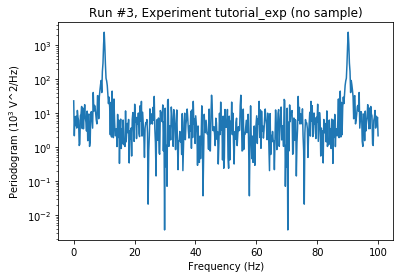 Run #3, Experiment tutorial_exp (no sample)
Periodogram (10³ V^2/Hz)
10³
10²
10¹
10⁰
10⁻¹
10⁻²
0 20 40 60 80 100
Frequency (Hz)